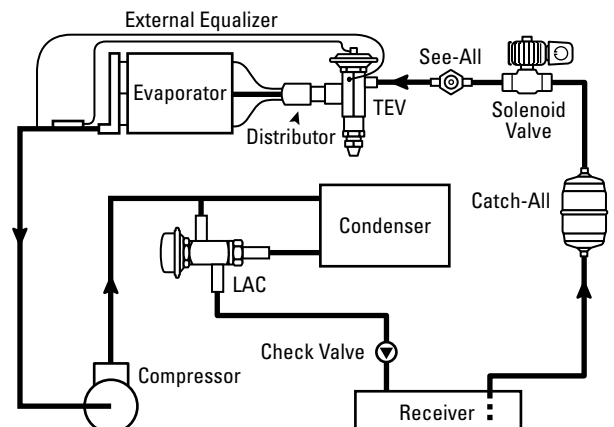 External Equalizer
See-All
Evaporator
TEV
Solenoid
Valve
Distributor
Condenser
Catch-All
LAC
Check Valve
Compressor
Receiver